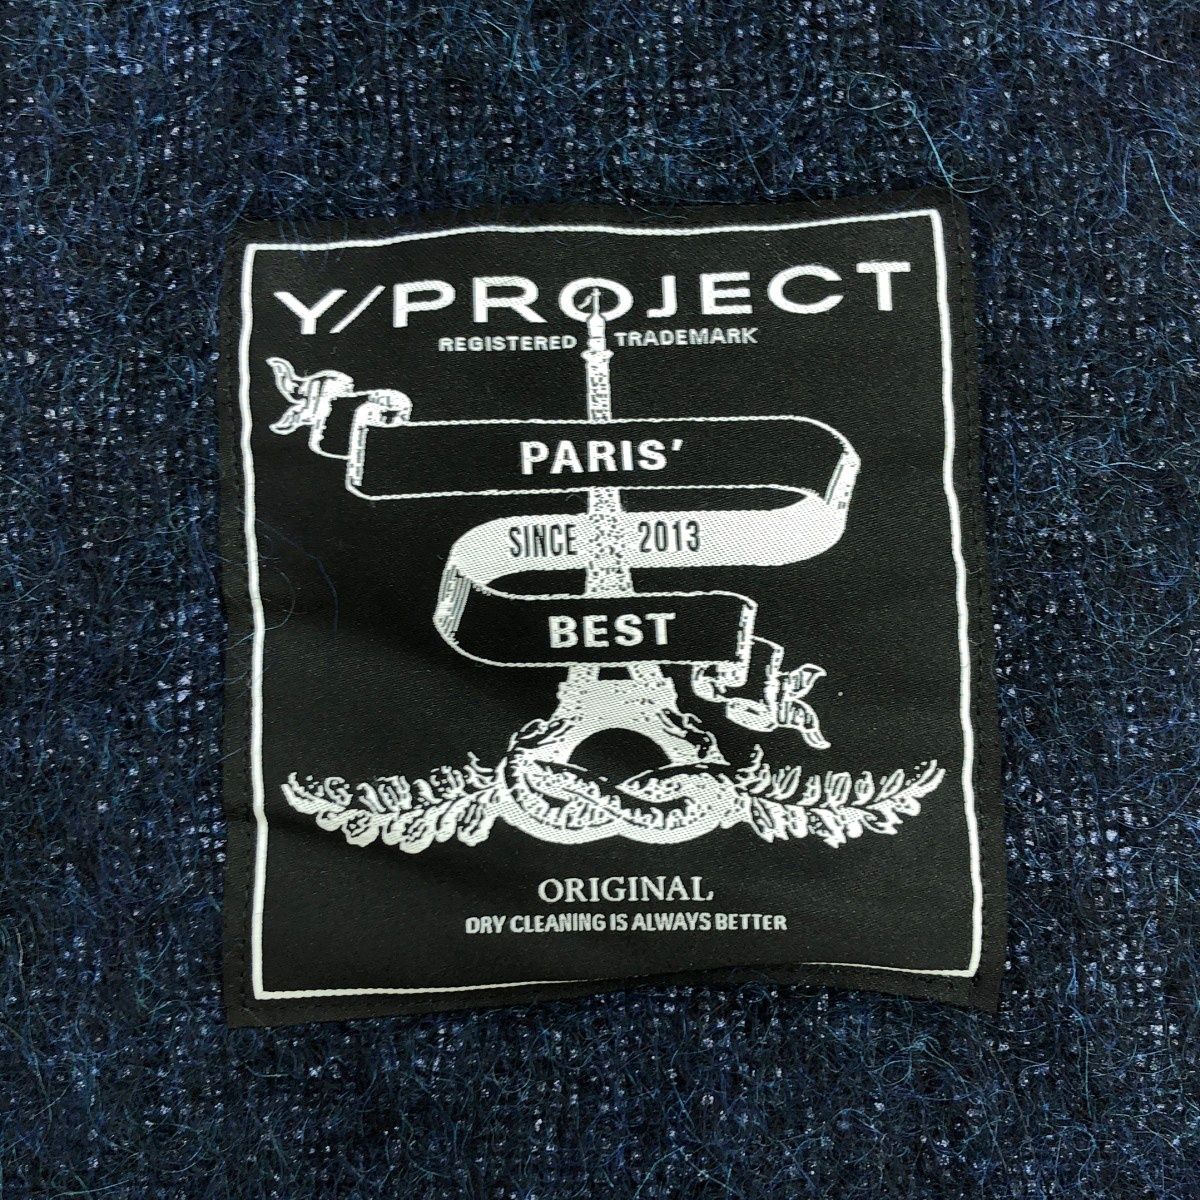 Y/PROJECT
REGISTERED TRADEMARK
PARIS'
SINCE 2013
BEST
ORIGINAL
DRY CLEANING IS ALWAYS BETTER